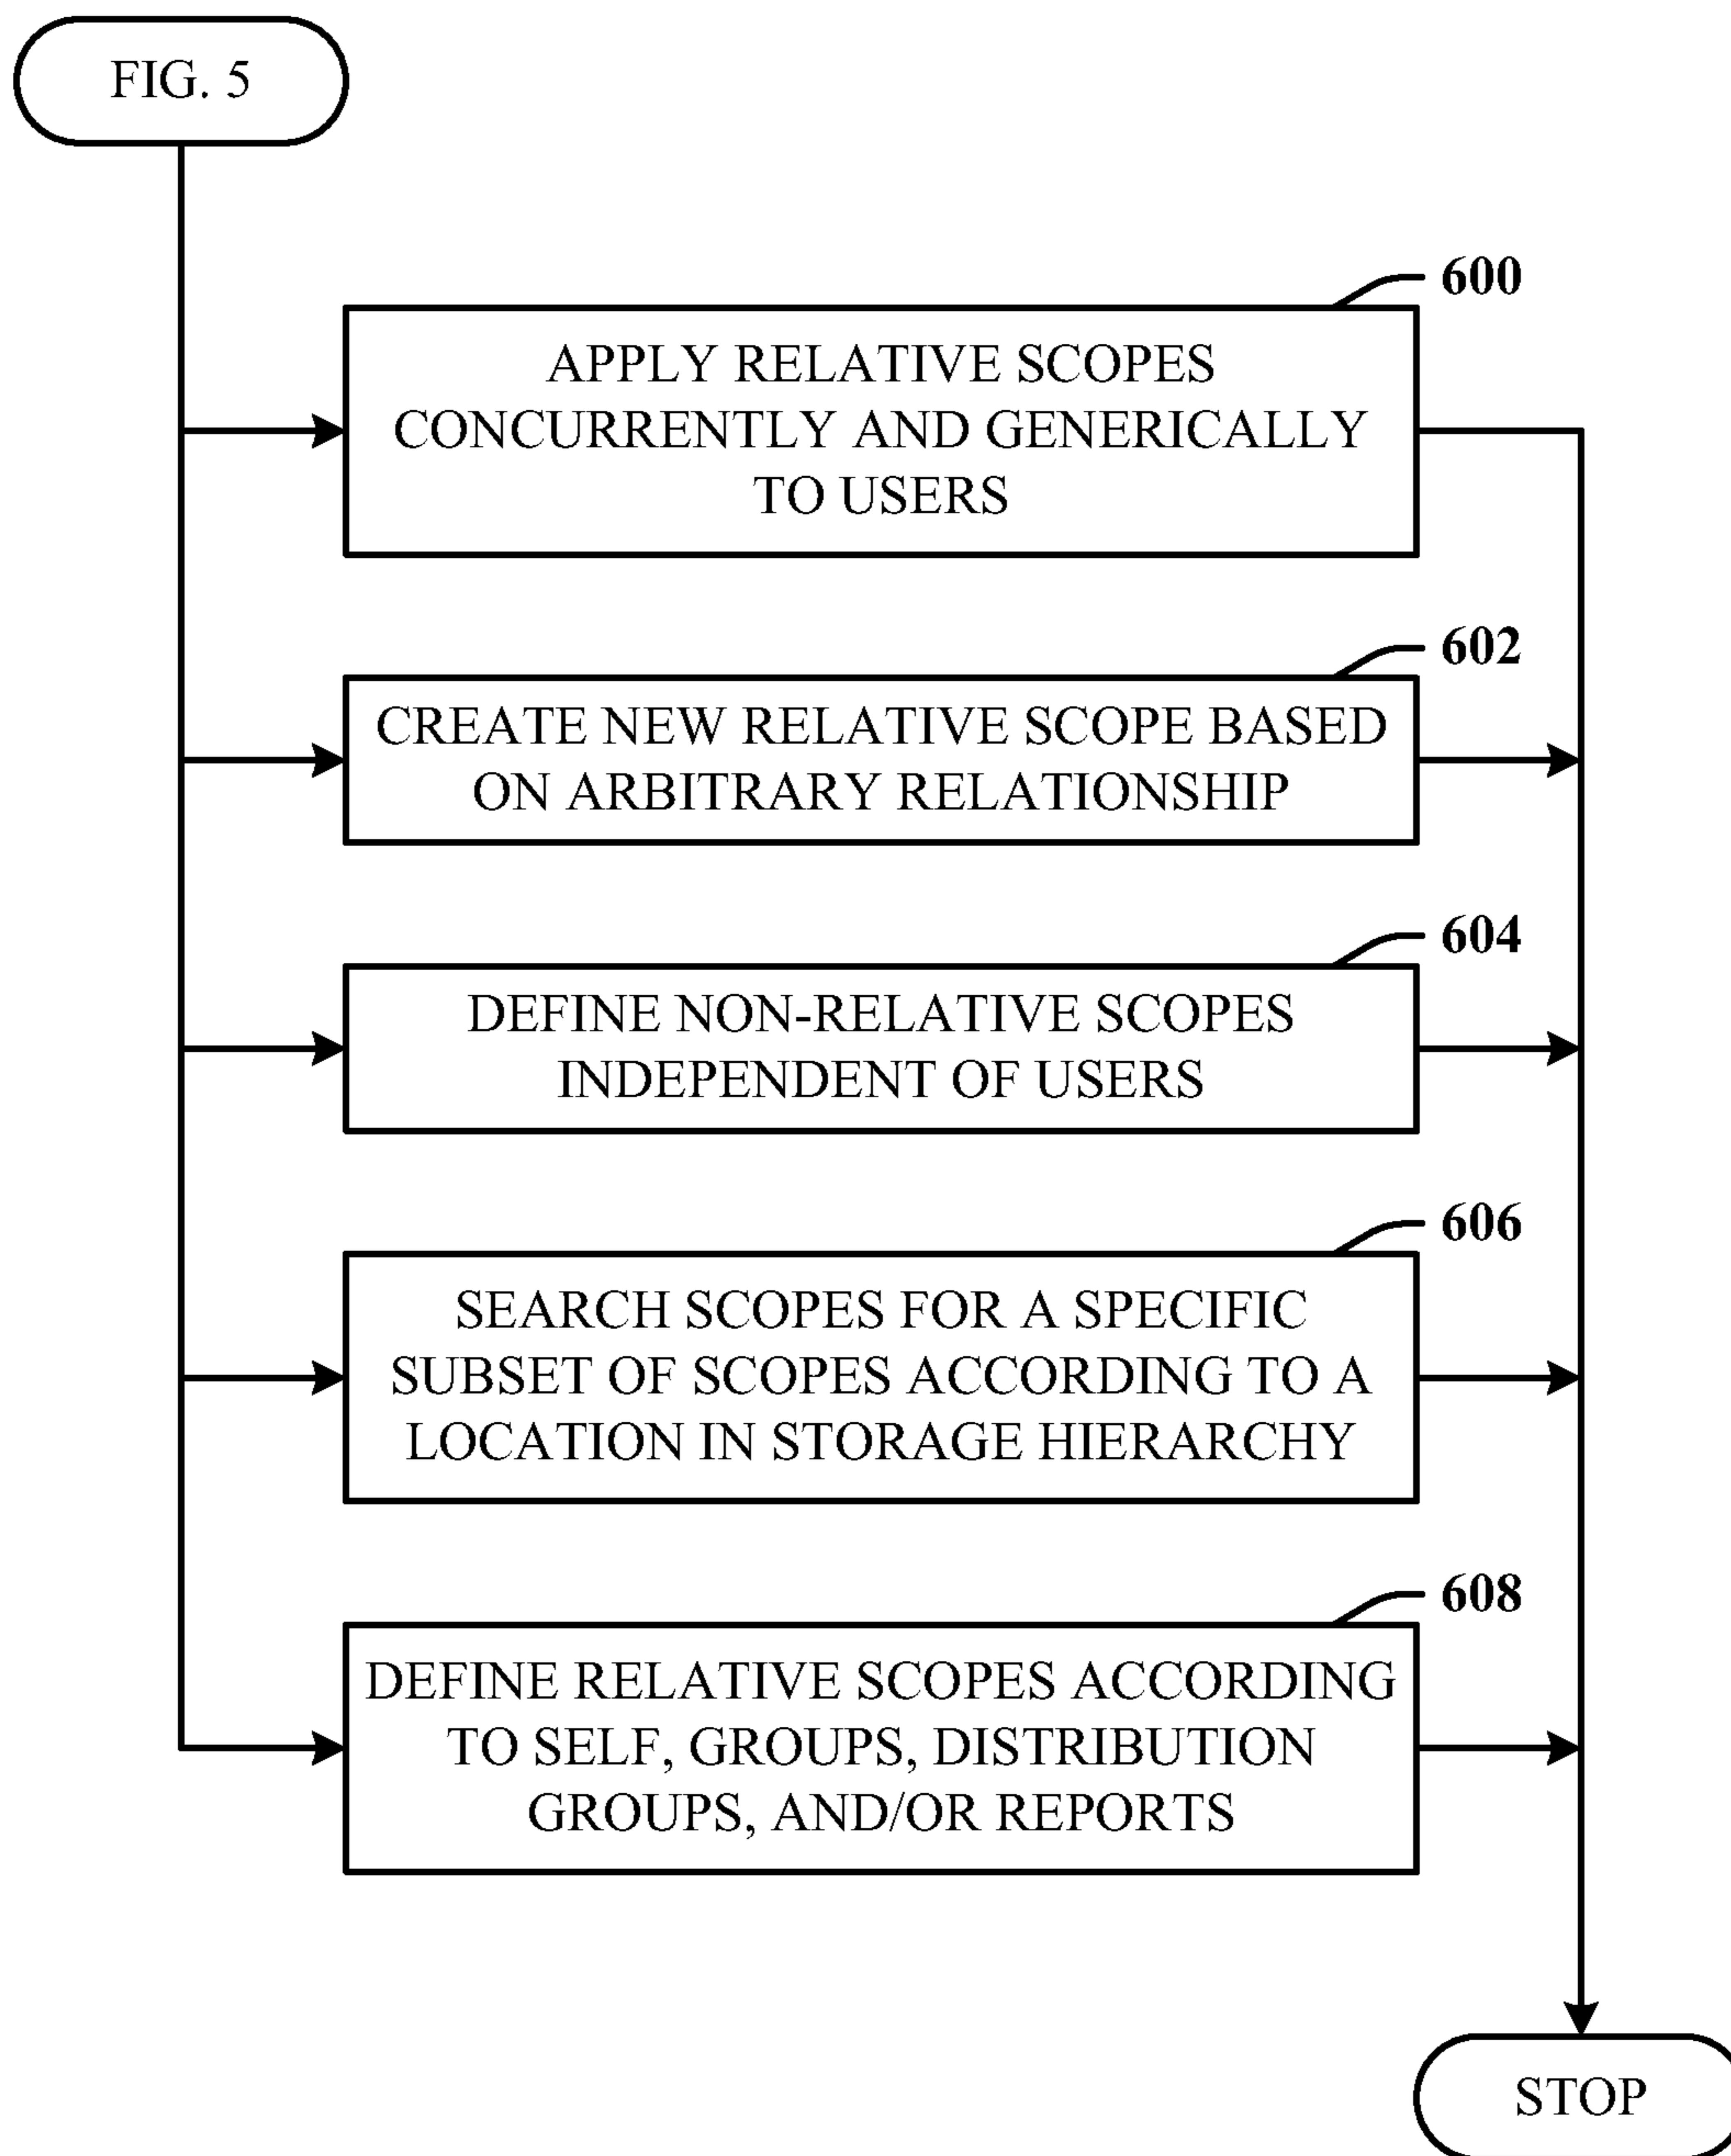 FIG. 5
600
APPLY RELATIVE SCOPES
CONCURRENTLY AND GENERICALLY
TO USERS
602
CREATE NEW RELATIVE SCOPE BASED
ON ARBITRARY RELATIONSHIP
604
DEFINE NON-RELATIVE SCOPES
INDEPENDENT OF USERS
606
SEARCH SCOPES FOR A SPECIFIC
SUBSET OF SCOPES ACCORDING TO A
LOCATION IN STORAGE HIERARCHY
608
DEFINE RELATIVE SCOPES ACCORDING
TO SELF, GROUPS, DISTRIBUTION
GROUPS, AND/OR REPORTS
STOP